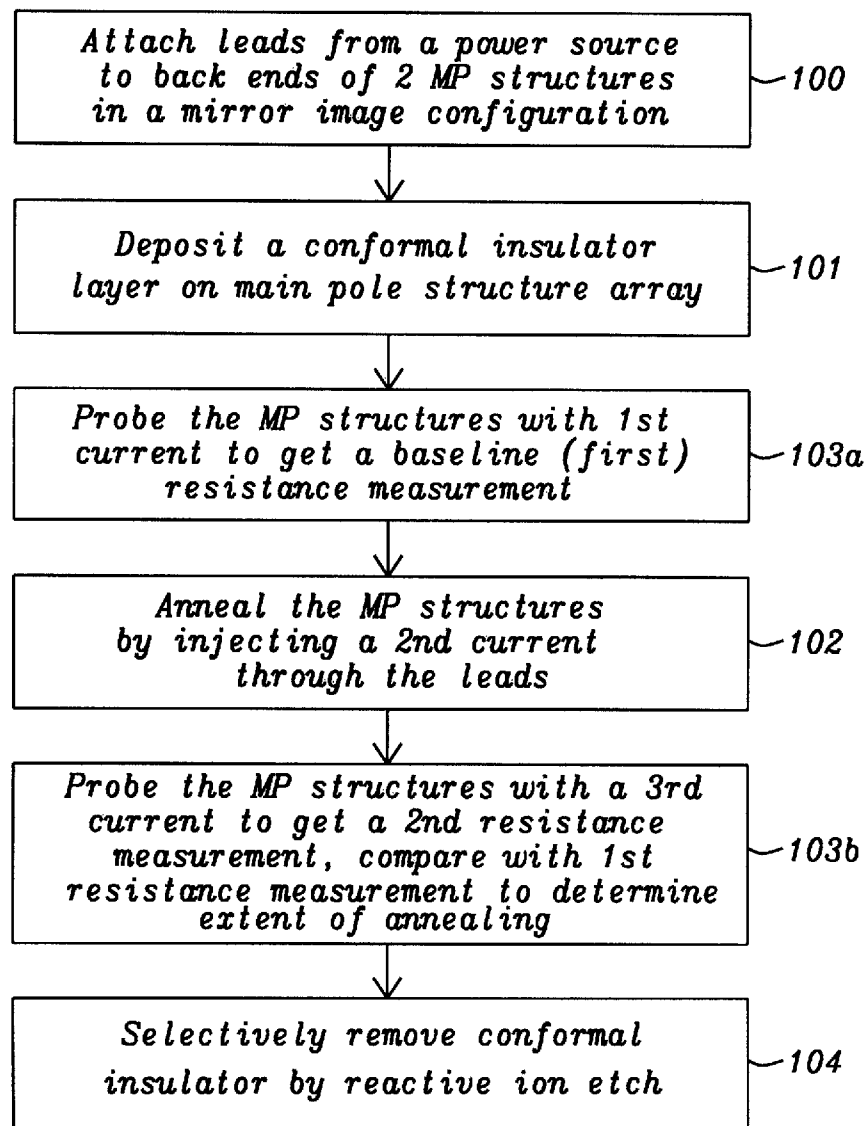 Attach leads from a power source
to back ends of 2 MP structures
in a mirror image configuration
100
Deposit a conformal insulator
layer on main pole structure array
101
Probe the MP structures with 1st
current to get a baseline (first)
resistance measurement
103a
Anneal the MP structures
by injecting a 2nd current
through the leads
102
Probe the MP structures with a 3rd
current to get a 2nd resistance
measurement, compare with 1st
resistance measurement to determine
extent of annealing
103b
Selectively remove conformal
insulator by reactive ion etch
104